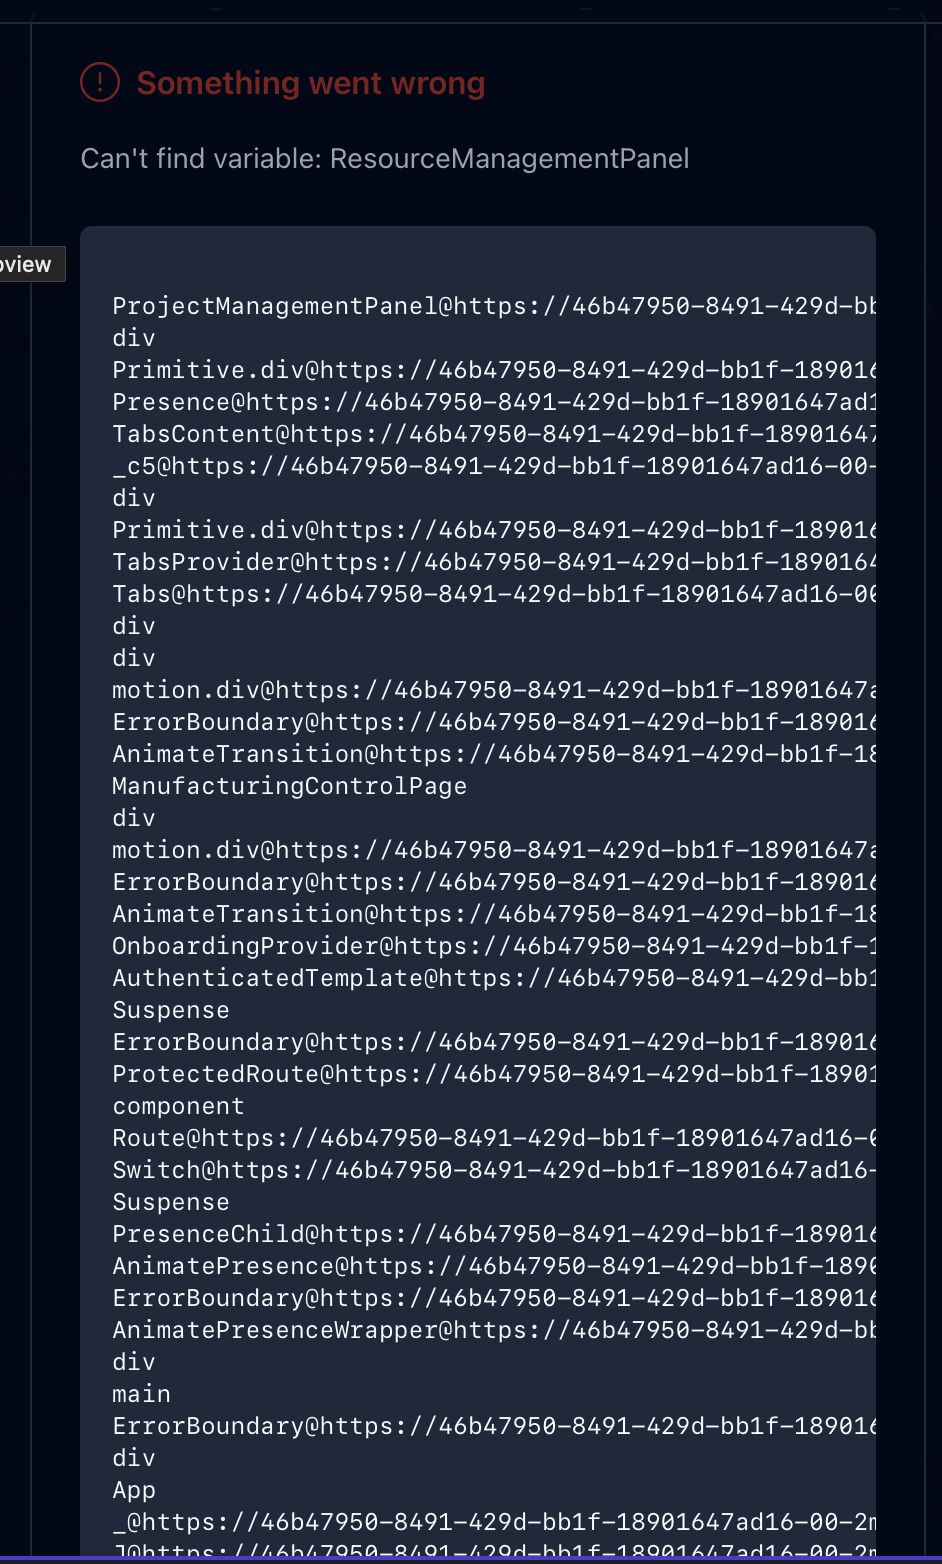 Something went wrong
Can't find variable: ResourceManagementPanel
view
ProjectManagementPanel@https://46b47950-8491-429d-bb
div
Primitive.div@https://46b47950-8491-429d-bb1f-189016
Presence@https://46b47950-8491-429d-bb1f-18901647ad1
TabsContent@https://46b47950-8491-429d-bb1f-18901647
_c5@https://46b47950-8491-429d-bb1f-18901647ad16-00-
div
Primitive.div@https://46b47950-8491-429d-bb1f-189016
TabsProvider@https://46b47950-8491-429d-bb1f-1890164
Tabs@https://46b47950-8491-429d-bb1f-18901647ad16-00
div
div
motion.div@https://46b47950-8491-429d-bb1f-18901647a
ErrorBoundary@https://46b47950-8491-429d-bb1f-189016
AnimateTransition@https://46b47950-8491-429d-bb1f-18
ManufacturingControlPage
div
motion.div@https://46b47950-8491-429d-bb1f-18901647a
ErrorBoundary@https://46b47950-8491-429d-bb1f-189016
AnimateTransition@https://46b47950-8491-429d-bb1f-18
OnboardingProvider@https://46b47950-8491-429d-bb1f-1
AuthenticatedTemplate@https://46b47950-8491-429d-bb1
Suspense
ErrorBoundary@https://46b47950-8491-429d-bb1f-189016
ProtectedRoute@https://46b47950-8491-429d-bb1f-18901
component
Route@https://46b47950-8491-429d-bb1f-18901647ad16-0
Switch@https://46b47950-8491-429d-bb1f-18901647ad16-
Suspense
PresenceChild@https://46b47950-8491-429d-bb1f-189016
AnimatePresence@https://46b47950-8491-429d-bb1f-1890
ErrorBoundary@https://46b47950-8491-429d-bb1f-189016
AnimatePresenceWrapper@https://46b47950-8491-429d-bb
div
main
ErrorBoundary@https://46b47950-8491-429d-bb1f-189016
div
App
_@https://46b47950-8491-429d-bb1f-18901647ad16-00-2m
J@https://46b47950-8491-429d-bb1f-18901647ad16-00-2m